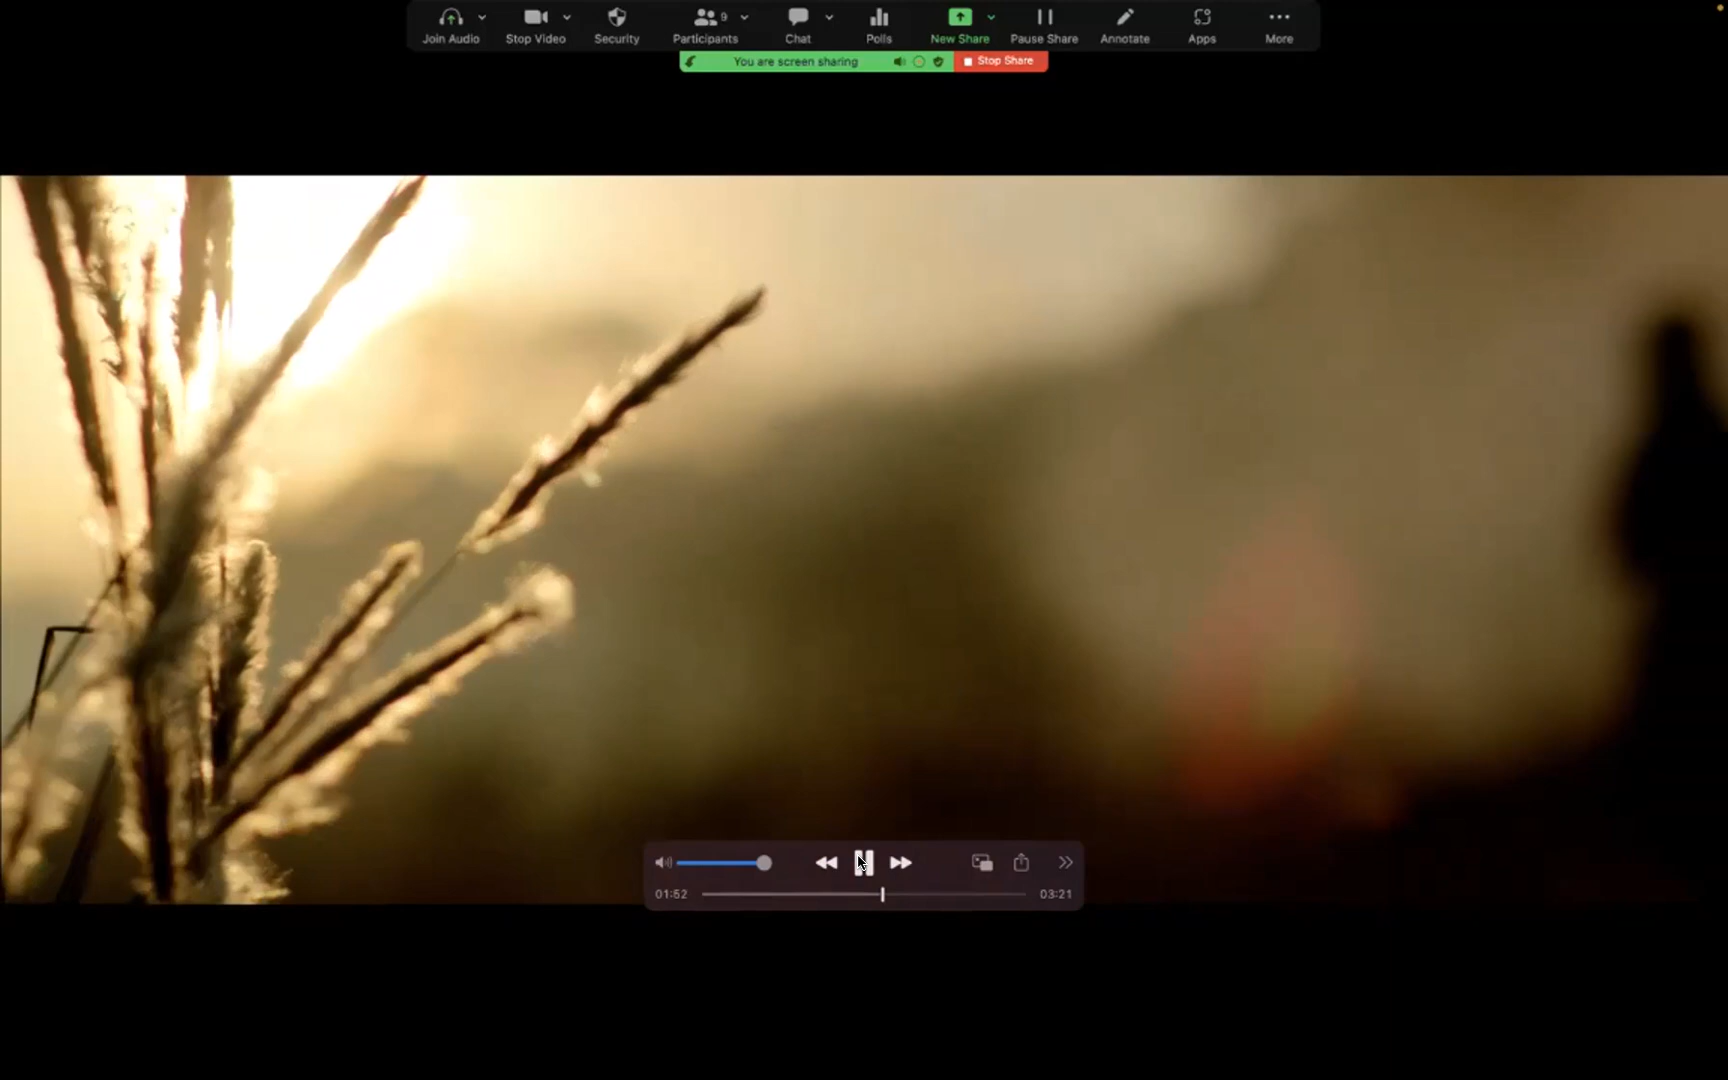 Join Audio
Stop Video
Security
Participants 9
Chat
Polls
New Share
Pause Share
Annotate
Apps
More
You are screen sharing
Stop Share
01:52
03:21